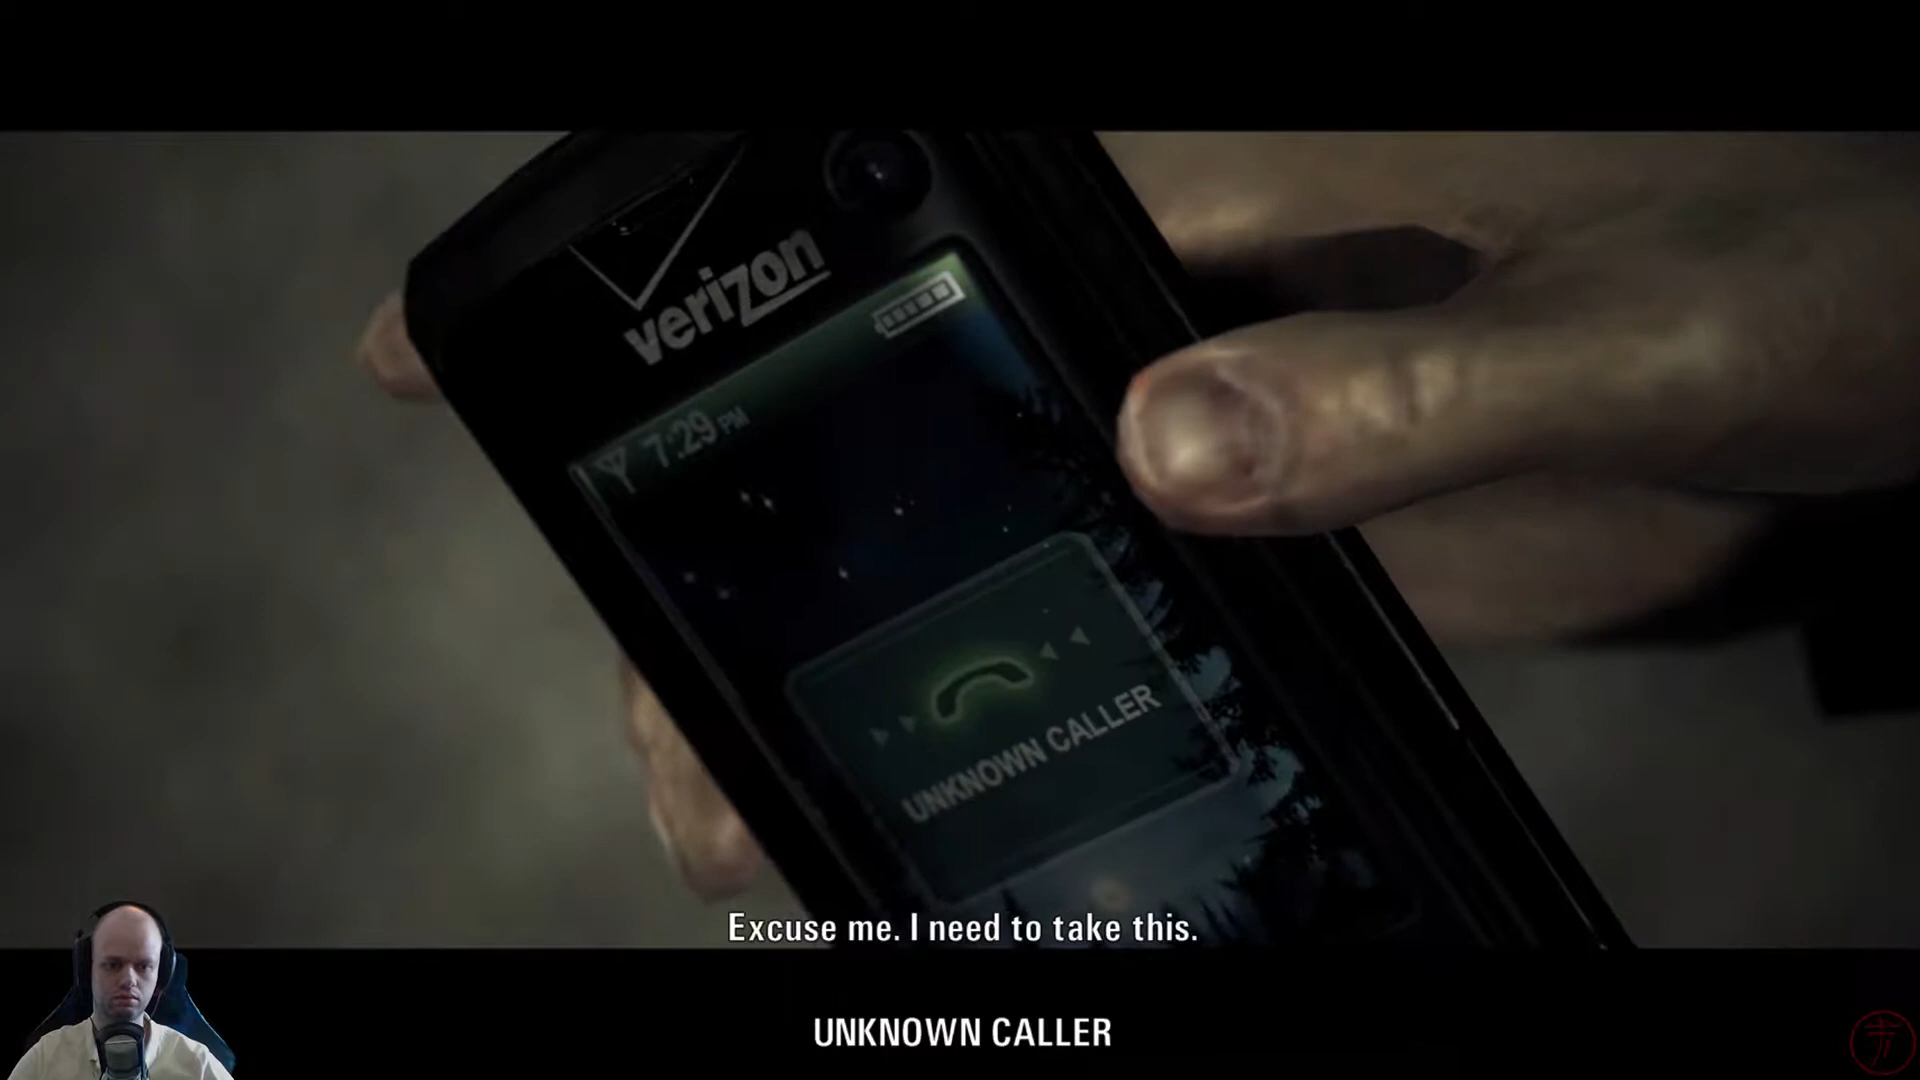 verizon
7:29 PM
UNKNOWN CALLER
Excuse me. I need to take this.
UNKNOWN CALLER